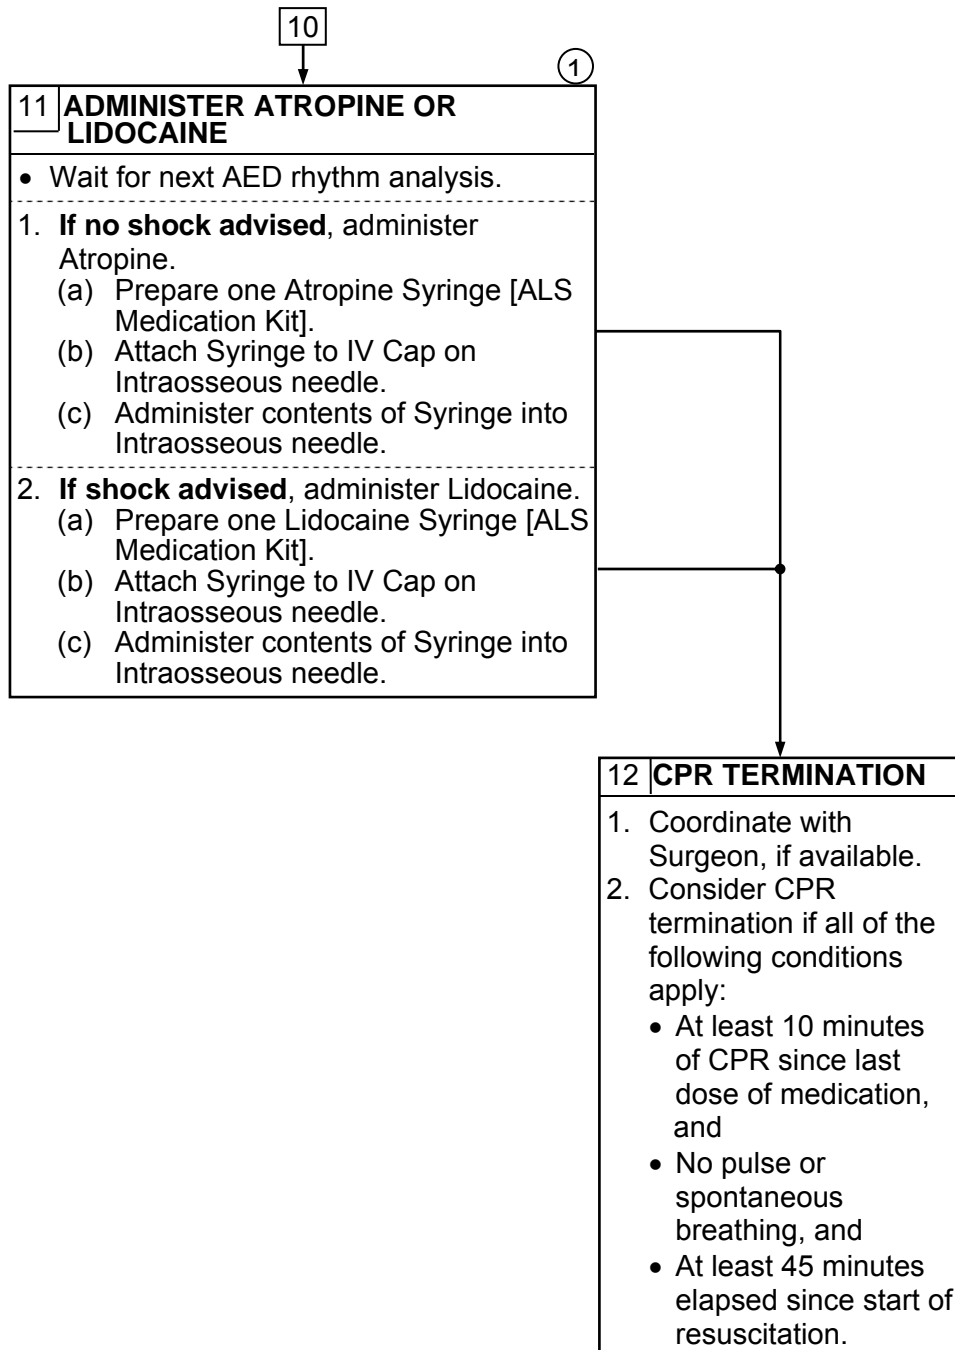 10
1
11 ADMINISTER ATROPINE OR
LIDOCAINE
• Wait for next AED rhythm analysis.
1. If no shock advised, administer
Atropine.
(a) Prepare one Atropine Syringe [ALS
Medication Kit].
(b) Attach Syringe to IV Cap on
Intraosseous needle.
(c) Administer contents of Syringe into
Intraosseous needle.
2. If shock advised, administer Lidocaine.
(a) Prepare one Lidocaine Syringe [ALS
Medication Kit].
(b) Attach Syringe to IV Cap on
Intraosseous needle.
(c) Administer contents of Syringe into
Intraosseous needle.
12 CPR TERMINATION
1. Coordinate with
Surgeon, if available.
2. Consider CPR
termination if all of the
following conditions
apply:
• At least 10 minutes
of CPR since last
dose of medication,
and
• No pulse or
spontaneous
breathing, and
• At least 45 minutes
elapsed since start of
resuscitation.